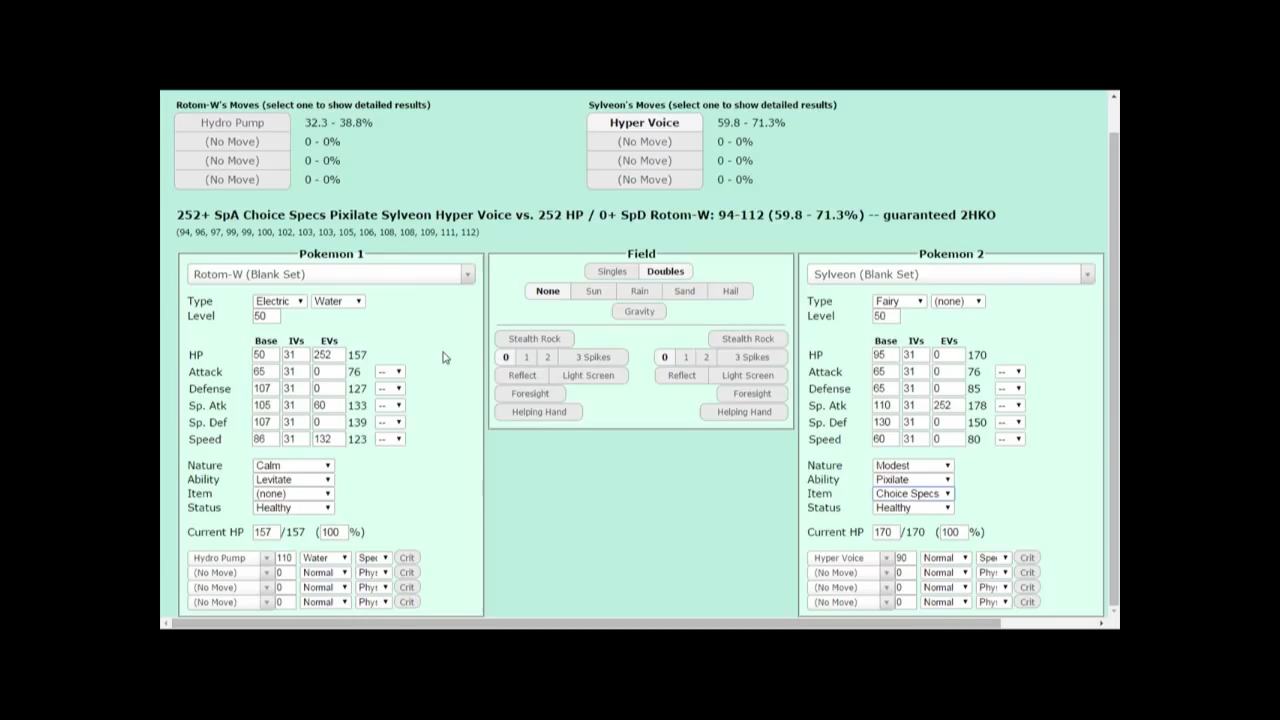 Rotom-W's Moves (select one to show detailed results)
Sylveon's Moves (select one to show detailed results)
Hydro Pump 32.3 - 38.8%
Hyper Voice 59.8 - 71.3%
(No Move) 0 - 0%
(No Move) 0 - 0%
(No Move) 0 - 0%
(No Move) 0 - 0%
(No Move) 0 - 0%
(No Move) 0 - 0%
252+ SpA Choice Specs Pixilate Sylveon Hyper Voice vs. 252 HP / 0+ SpD Rotom-W: 94-112 (59.8 - 71.3%) -- guaranteed 2HKO
(94, 96, 97, 99, 99, 100, 102, 103, 103, 105, 106, 108, 108, 109, 111, 112)
Pokemon 1
Rotom-W (Blank Set)
Type Electric Water
Level 50
Base IVs EVs
HP 50 31 252 157
Attack 65 31 0 76 --
Defense 107 31 0 127 --
Sp. Atk 105 31 60 133 --
Sp. Def 107 31 0 139 --
Speed 86 31 132 123 --
Nature Calm
Ability Levitate
Item (none)
Status Healthy
Current HP 157 /157 (100 %)
Hydro Pump 110 Water Spec Crit
(No Move) 0 Normal Phy Crit
(No Move) 0 Normal Phy Crit
(No Move) 0 Normal Phy Crit
Field
Singles Doubles
None Sun Rain Sand Hail
Gravity
Stealth Rock Stealth Rock
0 1 2 3 Spikes 0 1 2 3 Spikes
Reflect Light Screen Reflect Light Screen
Foresight Foresight
Helping Hand Helping Hand
Pokemon 2
Sylveon (Blank Set)
Type Fairy (none)
Level 50
Base IVs EVs
HP 95 31 0 170
Attack 65 31 0 76 --
Defense 65 31 0 85 --
Sp. Atk 110 31 252 178 --
Sp. Def 130 31 0 150 --
Speed 60 31 0 80 --
Nature Modest
Ability Pixilate
Item Choice Specs
Status Healthy
Current HP 170 /170 (100 %)
Hyper Voice 90 Normal Spec Crit
(No Move) 0 Normal Phy Crit
(No Move) 0 Normal Phy Crit
(No Move) 0 Normal Phy Crit